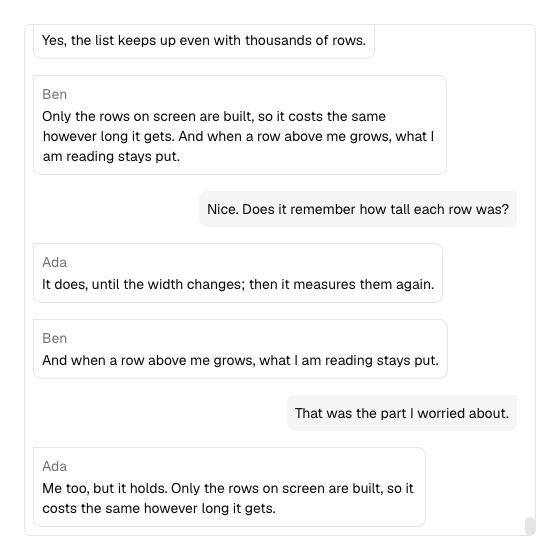 Yes, the list keeps up even with thousands of rows.
Ben
Only the rows on screen are built, so it costs the same
however long it gets. And when a row above me grows, what I
am reading stays put.
Nice. Does it remember how tall each row was?
Ada
It does, until the width changes; then it measures them again.
Ben
And when a row above me grows, what I am reading stays put.
That was the part I worried about.
Ada
Me too, but it holds. Only the rows on screen are built, so it
costs the same however long it gets.